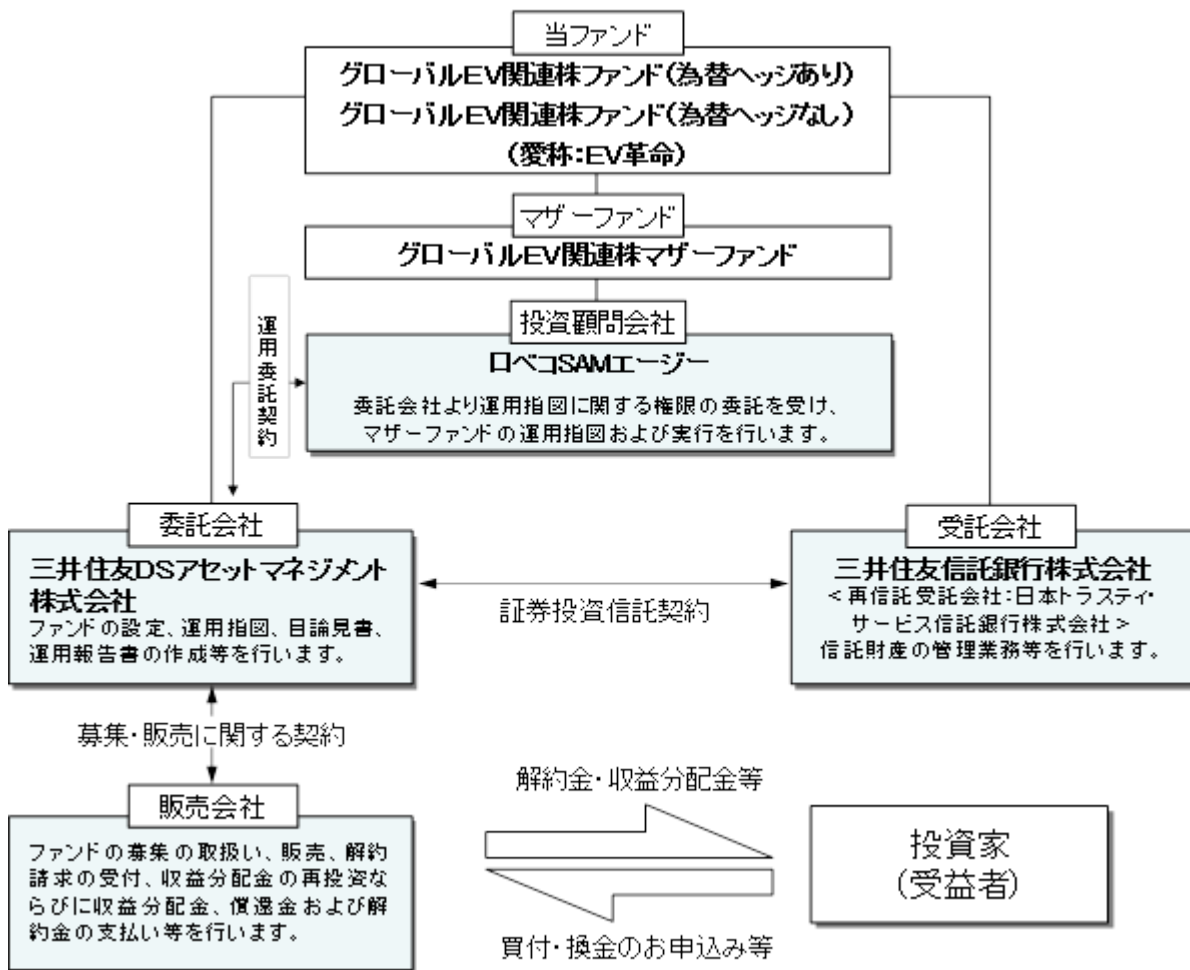 当ファンド
グローバルEV関連株ファンド(為替ヘッジあり)
グローバルEV関連株ファンド(為替ヘッジなし)
(愛称:EV革命)
マザーファンド
グローバルEV関連株マザーファンド
投資顧問会社
ロベコSAMエージー
委託会社より運用指図に関する権限の委託を受け、
マザーファンドの運用指図および実行を行います。
運用委託契約
委託会社
三井住友DSアセットマネジメント
株式会社
ファンドの設定、運用指図、目論見書、
運用報告書の作成等を行います。
証券投資信託契約
受託会社
三井住友信託銀行株式会社
<再信託受託会社:日本トラスティ・
サービス信託銀行株式会社>
信託財産の管理業務等を行います。
募集・販売に関する契約
販売会社
ファンドの募集の取扱い、販売、解約
請求の受付、収益分配金の再投資な
らびに収益分配金、償還金および解
約金の支払い等を行います。
解約金・収益分配金等
買付・換金のお申込み等
投資家
(受益者)